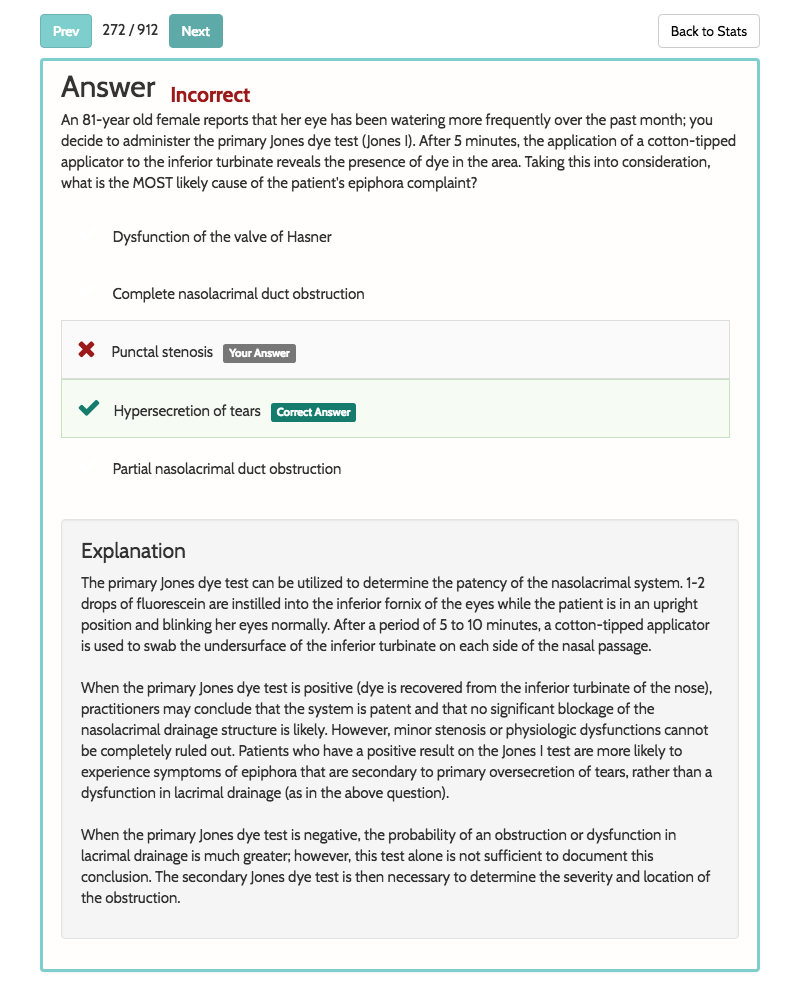 Prev 272 / 912 Next Back to Stats
Answer Incorrect
An 81-year old female reports that her eye has been watering more frequently over the past month; you
decide to administer the primary Jones dye test (Jones I). After 5 minutes, the application of a cotton-tipped
applicator to the inferior turbinate reveals the presence of dye in the area. Taking this into consideration,
what is the MOST likely cause of the patient's epiphora complaint?
Dysfunction of the valve of Hasner
Complete nasolacrimal duct obstruction
Punctal stenosis Your Answer
Hypersecretion of tears Correct Answer
Partial nasolacrimal duct obstruction
Explanation
The primary Jones dye test can be utilized to determine the patency of the nasolacrimal system. 1-2
drops of fluorescein are instilled into the inferior fornix of the eyes while the patient is in an upright
position and blinking her eyes normally. After a period of 5 to 10 minutes, a cotton-tipped applicator
is used to swab the undersurface of the inferior turbinate on each side of the nasal passage.
When the primary Jones dye test is positive (dye is recovered from the inferior turbinate of the nose),
practitioners may conclude that the system is patent and that no significant blockage of the
nasolacrimal drainage structure is likely. However, minor stenosis or physiologic dysfunctions cannot
be completely ruled out. Patients who have a positive result on the Jones I test are more likely to
experience symptoms of epiphora that are secondary to primary oversecretion of tears, rather than a
dysfunction in lacrimal drainage (as in the above question).
When the primary Jones dye test is negative, the probability of an obstruction or dysfunction in
lacrimal drainage is much greater; however, this test alone is not sufficient to document this
conclusion. The secondary Jones dye test is then necessary to determine the severity and location of
the obstruction.